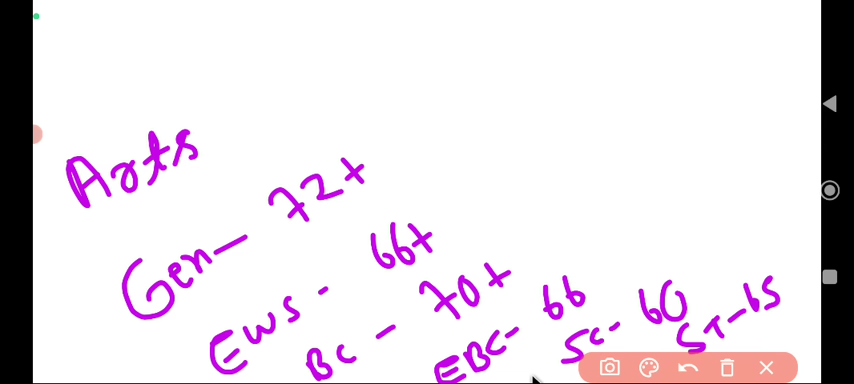 Arts
Gen- 72+
EWS - 66+
BC - 70+
EBC- 66
SC- 60
ST-65